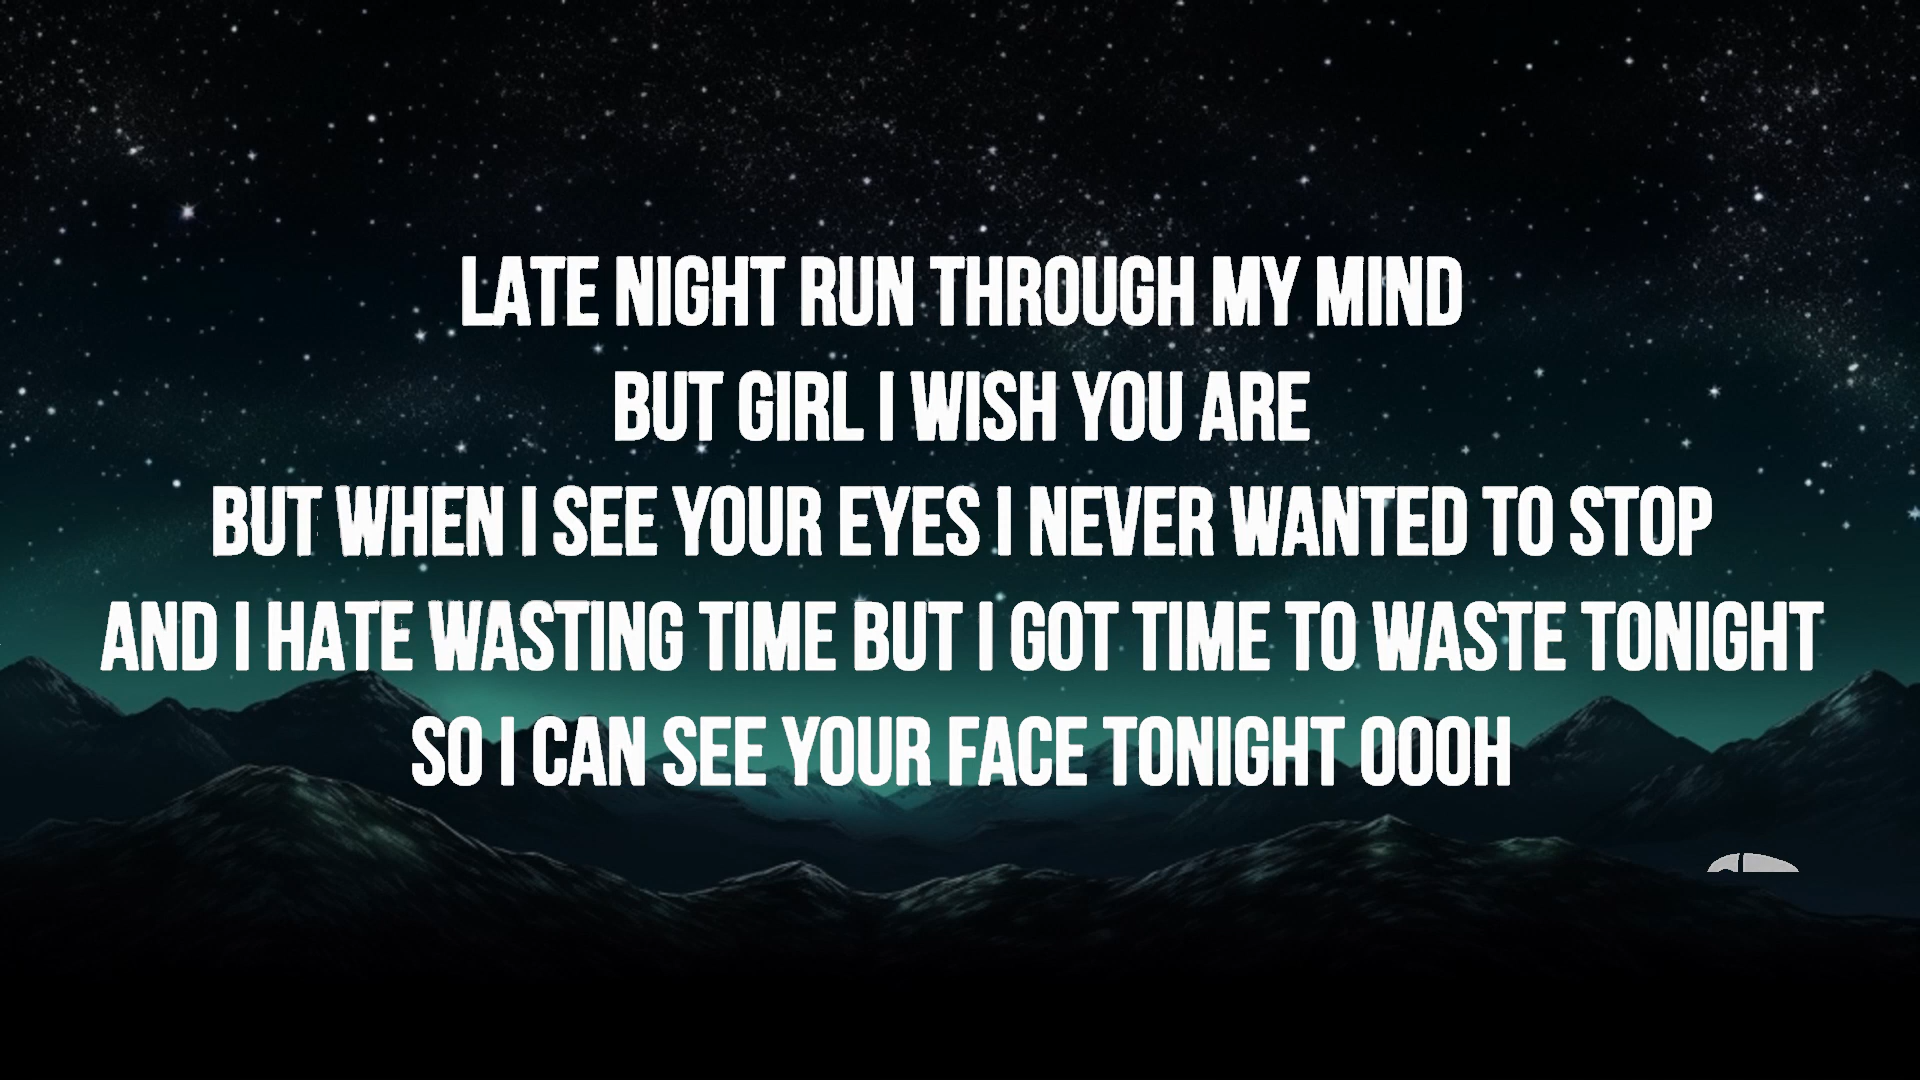 LATE NIGHT RUN THROUGH MY MIND
BUT GIRL I WISH YOU ARE
BUT WHEN I SEE YOUR EYES I NEVER WANTED TO STOP
AND I HATE WASTING TIME BUT I GOT TIME TO WASTE TONIGHT
SO I CAN SEE YOUR FACE TONIGHT OOOH